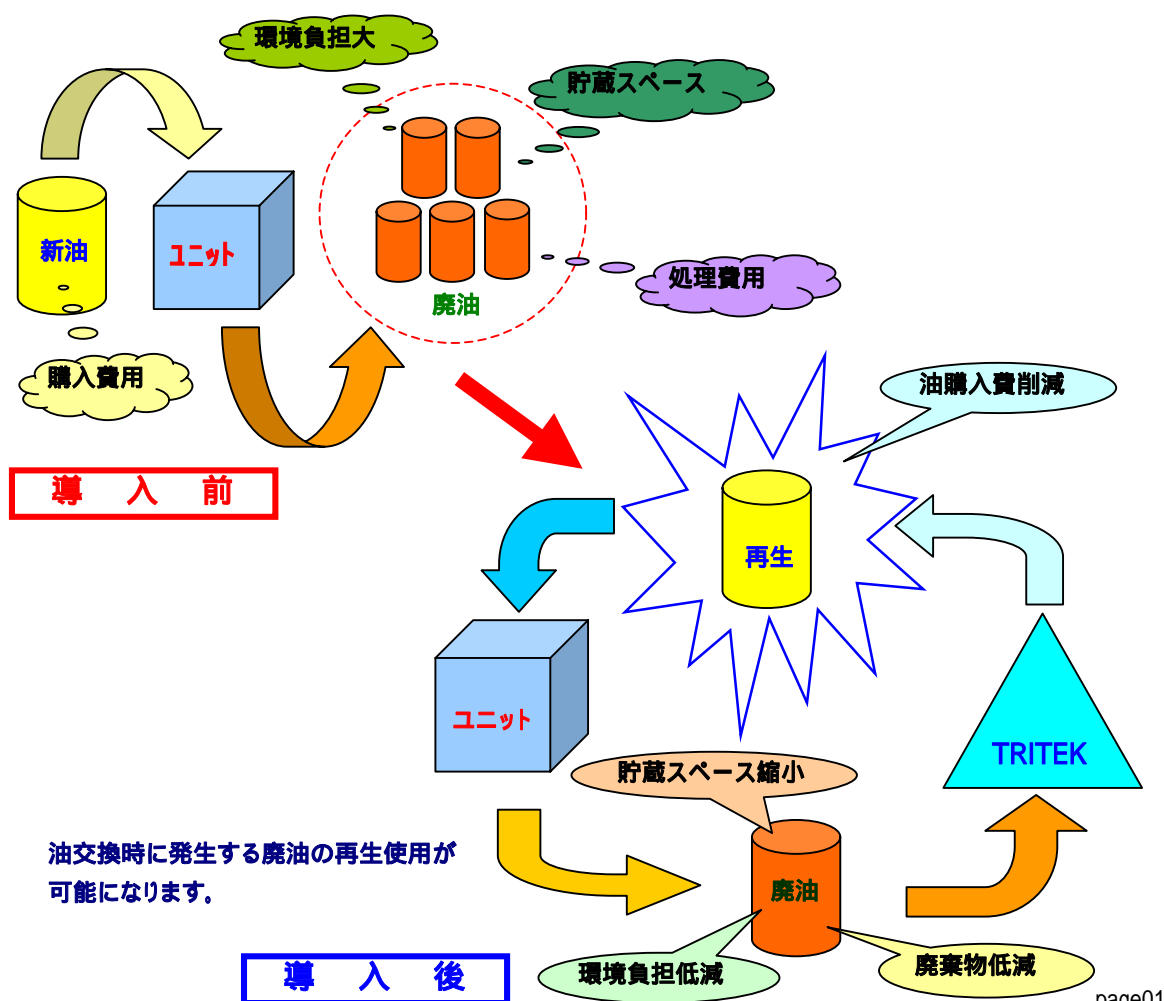 環境負担大
貯蔵スペース
新油
ユニット
廃油
処理費用
購入費用
導入前
油購入費削減
再生
ユニット
TRITEK
貯蔵スペース縮小
油交換時に発生する廃油の再生使用が
可能になります。
廃油
環境負担低減
廃棄物低減
導入後
page01